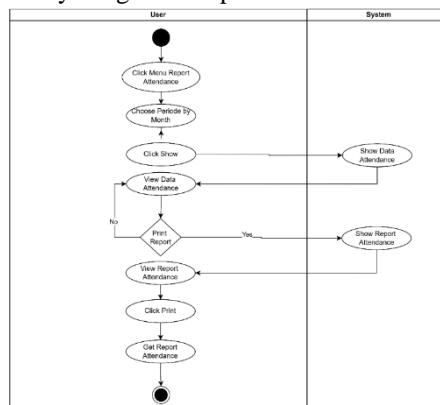 User
System
Click Menu Report
Attendance
Choose Periode by
Month
Click Show
Show Data
Attendance
View Data
Attendance
No
Print
Report
Yes
Show Report
Attendance
View Report
Attendance
Click Print
Get Report
Attendance